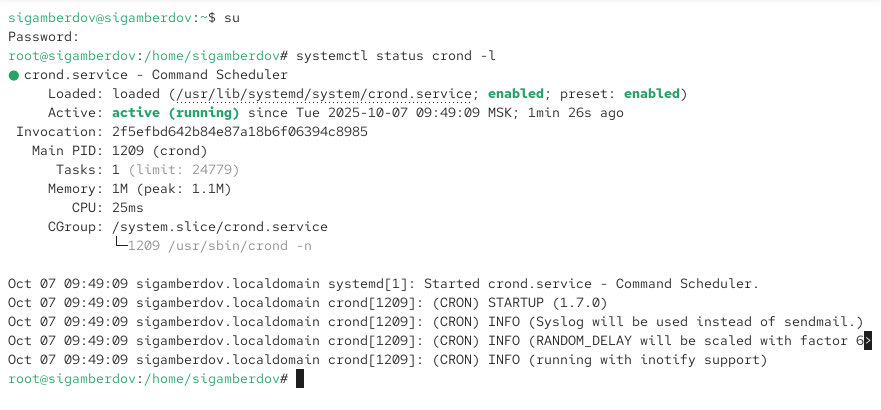 sigamberdov@sigamberdov:~$ su
Password:
root@sigamberdov:/home/sigamberdov# systemctl status crond -l
● crond.service - Command Scheduler
     Loaded: loaded (/usr/lib/systemd/system/crond.service; enabled; preset: enabled)
     Active: active (running) since Tue 2025-10-07 09:49:09 MSK; 1min 26s ago
 Invocation: 2f5efbd642b84e87a18b6f06394c8985
   Main PID: 1209 (crond)
      Tasks: 1 (limit: 24779)
     Memory: 1M (peak: 1.1M)
        CPU: 25ms
     CGroup: /system.slice/crond.service
             └─1209 /usr/sbin/crond -n

Oct 07 09:49:09 sigamberdov.localdomain systemd[1]: Started crond.service - Command Scheduler.
Oct 07 09:49:09 sigamberdov.localdomain crond[1209]: (CRON) STARTUP (1.7.0)
Oct 07 09:49:09 sigamberdov.localdomain crond[1209]: (CRON) INFO (Syslog will be used instead of sendmail.)
Oct 07 09:49:09 sigamberdov.localdomain crond[1209]: (CRON) INFO (RANDOM_DELAY will be scaled with factor 6>
Oct 07 09:49:09 sigamberdov.localdomain crond[1209]: (CRON) INFO (running with inotify support)
root@sigamberdov:/home/sigamberdov#